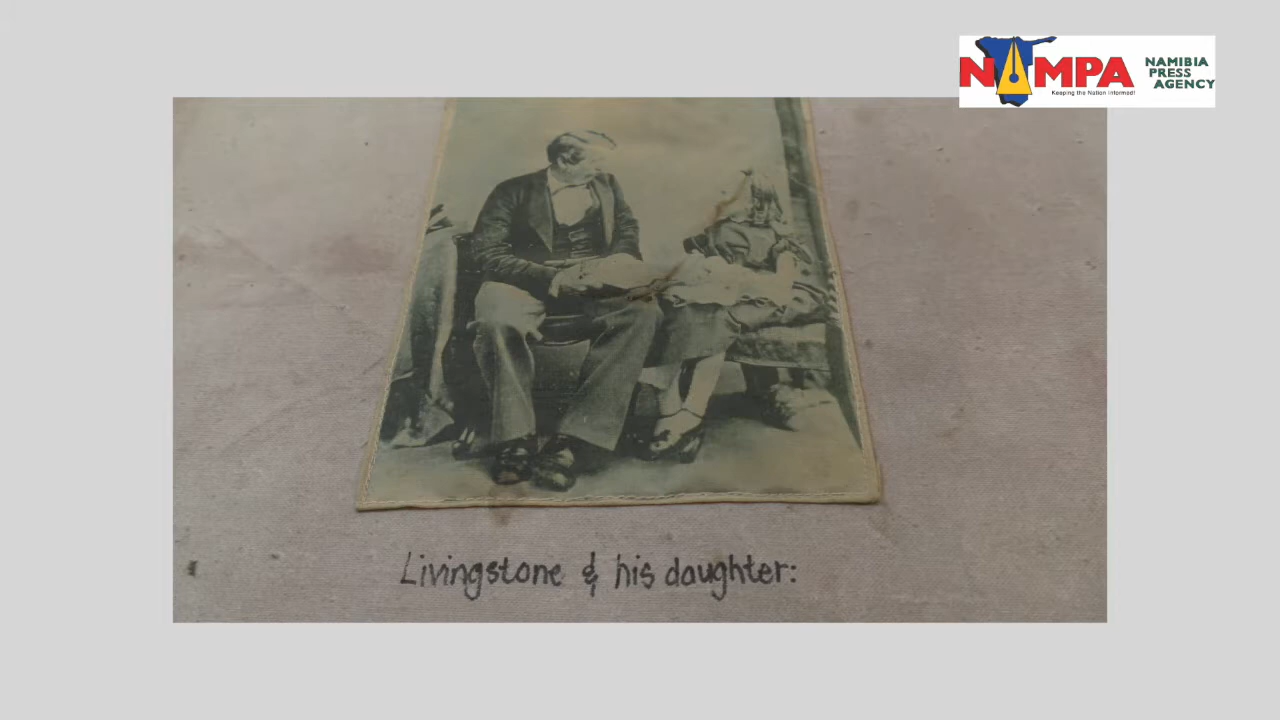 NAMPA
Keeping the Nation Informed!
NAMIBIA
PRESS
AGENCY
Livingstone & his daughter: